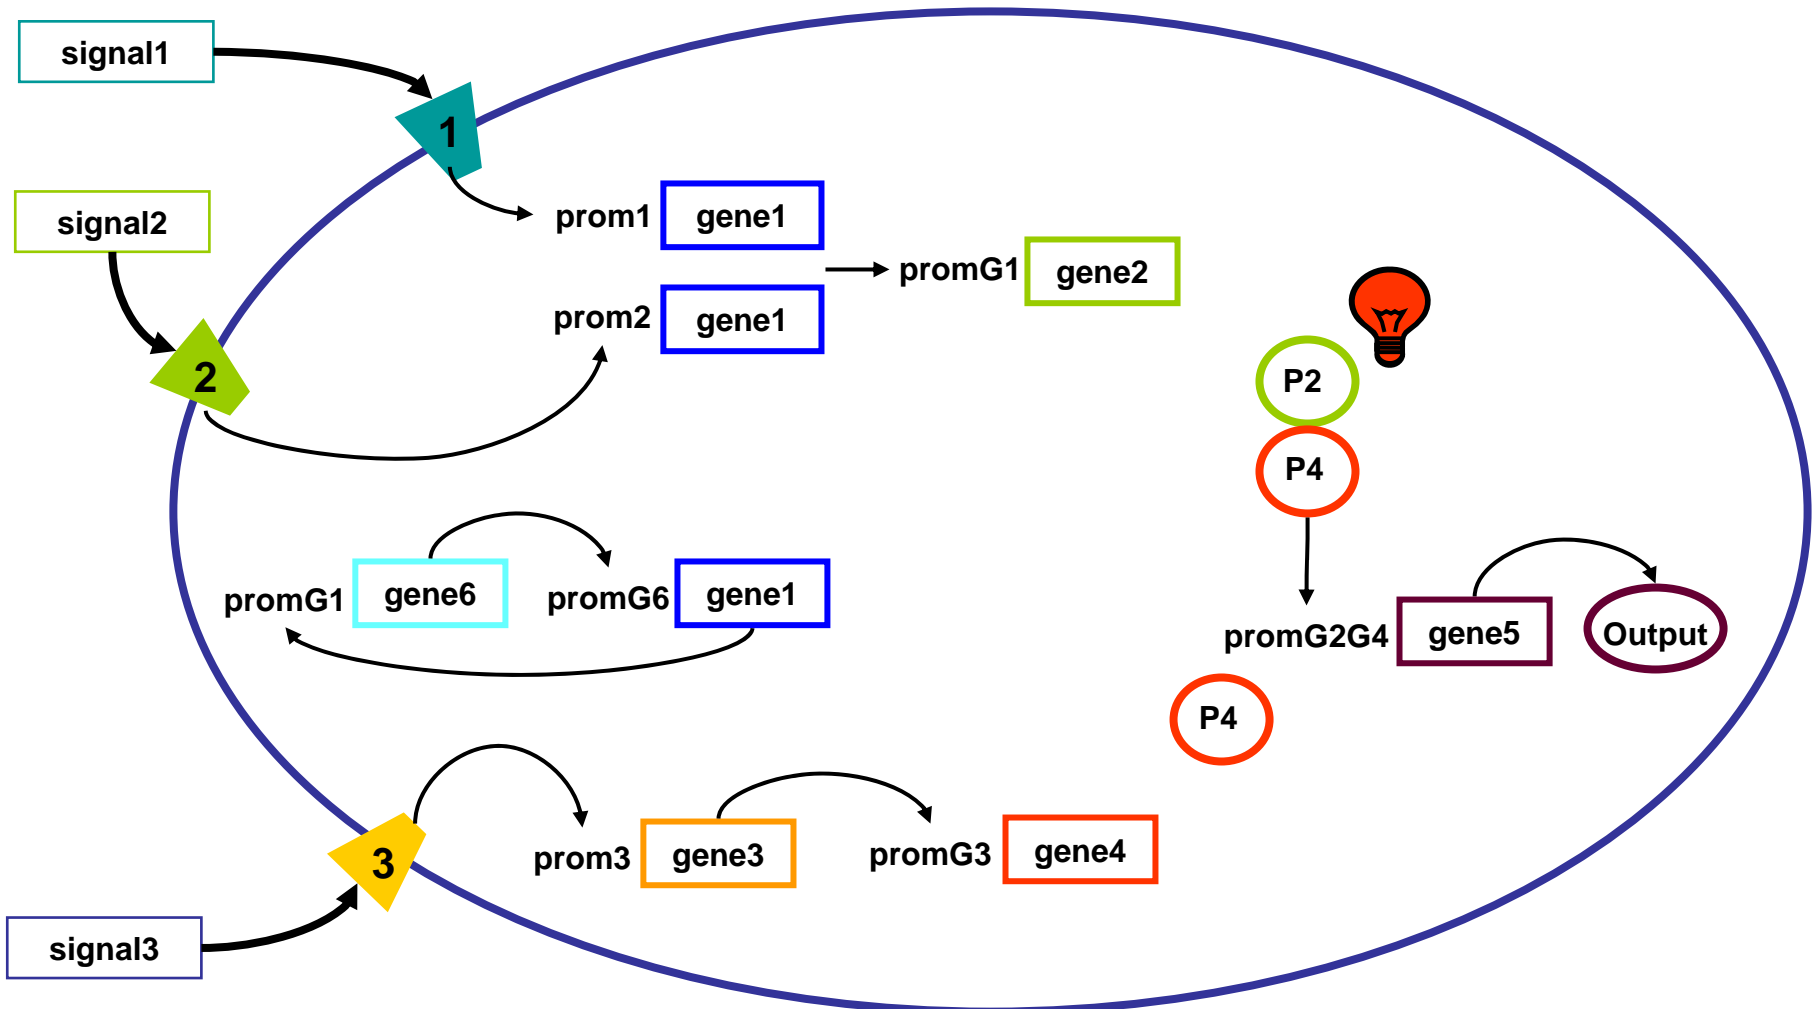 signal1
1
signal2
prom1 gene1
promG1 gene2
prom2 gene1
2
P2
P4
promG1 gene6 promG6 gene1
promG2G4 gene5 Output
P4
3
prom3 gene3 promG3 gene4
signal3